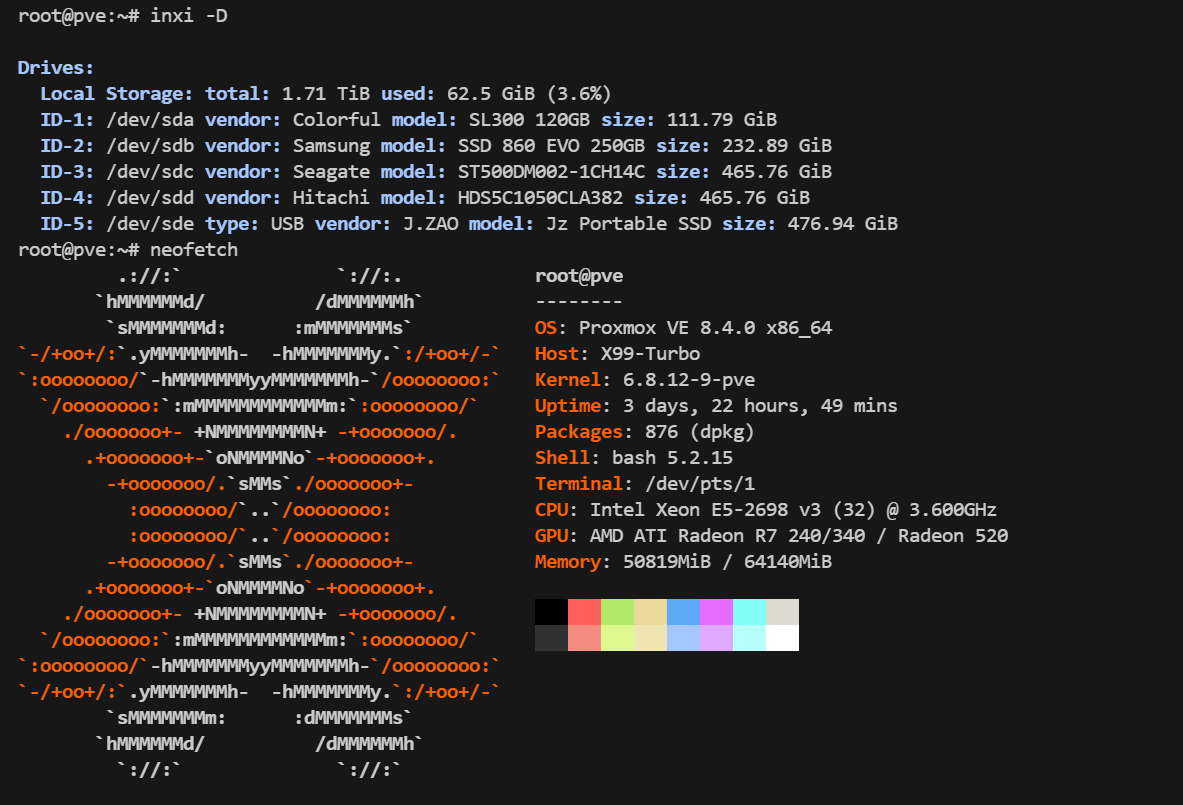 root@pve:~# inxi -D
Drives:
  Local Storage: total: 1.71 TiB used: 62.5 GiB (3.6%)
  ID-1: /dev/sda vendor: Colorful model: SL300 120GB size: 111.79 GiB
  ID-2: /dev/sdb vendor: Samsung model: SSD 860 EVO 250GB size: 232.89 GiB
  ID-3: /dev/sdc vendor: Seagate model: ST500DM002-1CH14C size: 465.76 GiB
  ID-4: /dev/sdd vendor: Hitachi model: HDS5C1050CLA382 size: 465.76 GiB
  ID-5: /dev/sde type: USB vendor: J.ZAO model: Jz Portable SSD size: 476.94 GiB
root@pve:~# neofetch
         .://:`              `://:.            root@pve
       `hMMMMMMd/          /dMMMMMMh`          --------
        `sMMMMMMMd:      :mMMMMMMMs`           OS: Proxmox VE 8.4.0 x86_64
`-/+oo+/:`.yMMMMMMMh-  -hMMMMMMMy.`:/+oo+/-`   Host: X99-Turbo
`:oooooooo/`-hMMMMMMMyyMMMMMMMh-`/oooooooo:`   Kernel: 6.8.12-9-pve
  `/oooooooo:`:mMMMMMMMMMMMMm:`:oooooooo/`     Uptime: 3 days, 22 hours, 49 mins
    ./ooooooo+- +NMMMMMMMMN+ -+ooooooo/.       Packages: 876 (dpkg)
      .+ooooooo+-`oNMMMMNo`-+ooooooo+.         Shell: bash 5.2.15
        -+ooooooo/.`sMMs`./ooooooo+-           Terminal: /dev/pts/1
          :oooooooo/`..`/oooooooo:             CPU: Intel Xeon E5-2698 v3 (32) @ 3.600GHz
          :oooooooo/`..`/oooooooo:             GPU: AMD ATI Radeon R7 240/340 / Radeon 520
        -+ooooooo/.`sMMs`./ooooooo+-           Memory: 50819MiB / 64140MiB
      .+ooooooo+-`oNMMMMNo`-+ooooooo+.
    ./ooooooo+- +NMMMMMMMMN+ -+ooooooo/.
  `/oooooooo:`:mMMMMMMMMMMMMm:`:oooooooo/`
`:oooooooo/`-hMMMMMMMyyMMMMMMMh-`/oooooooo:`
`-/+oo+/:`.yMMMMMMMh-  -hMMMMMMMy.`:/+oo+/-`
        `sMMMMMMMm:      :dMMMMMMMs`
       `hMMMMMMd/          /dMMMMMMh`
         `://:`              `://:`